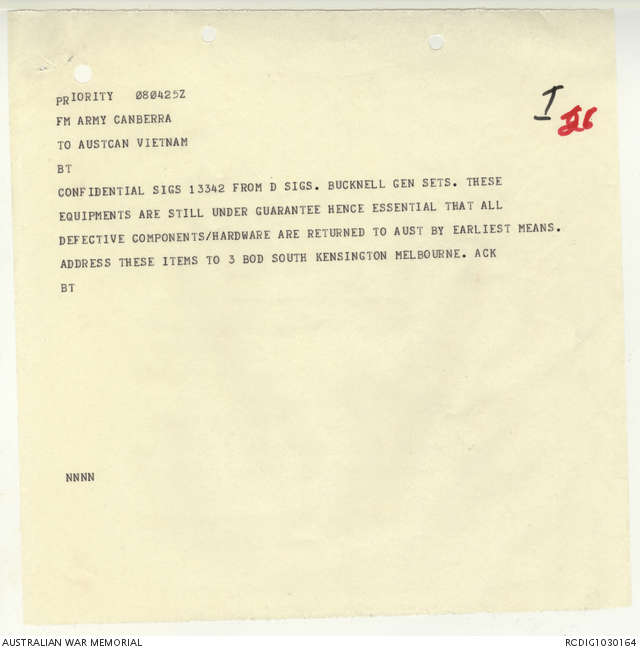 PRIORITY 080425Z
FM ARMY CANBERRA
TO AUSTCAN VIETNAM
BT
CONFIDENTIAL SIGS 13342 FROM D SIGS. BUCKNELL GEN SETS. THESE
EQUIPMENTS ARE STILL UNDER GUARANTEE HENCE ESSENTIAL THAT ALL
DEFECTIVE COMPONENTS/HARDWARE ARE RETURNED TO AUST BY EARLIEST MEANS.
ADDRESS THESE ITEMS TO 3 BOD SOUTH KENSINGTON MELBOURNE. ACK
BT
NNNN
I
AUSTRALIAN WAR MEMORIAL
RCDIG1030164